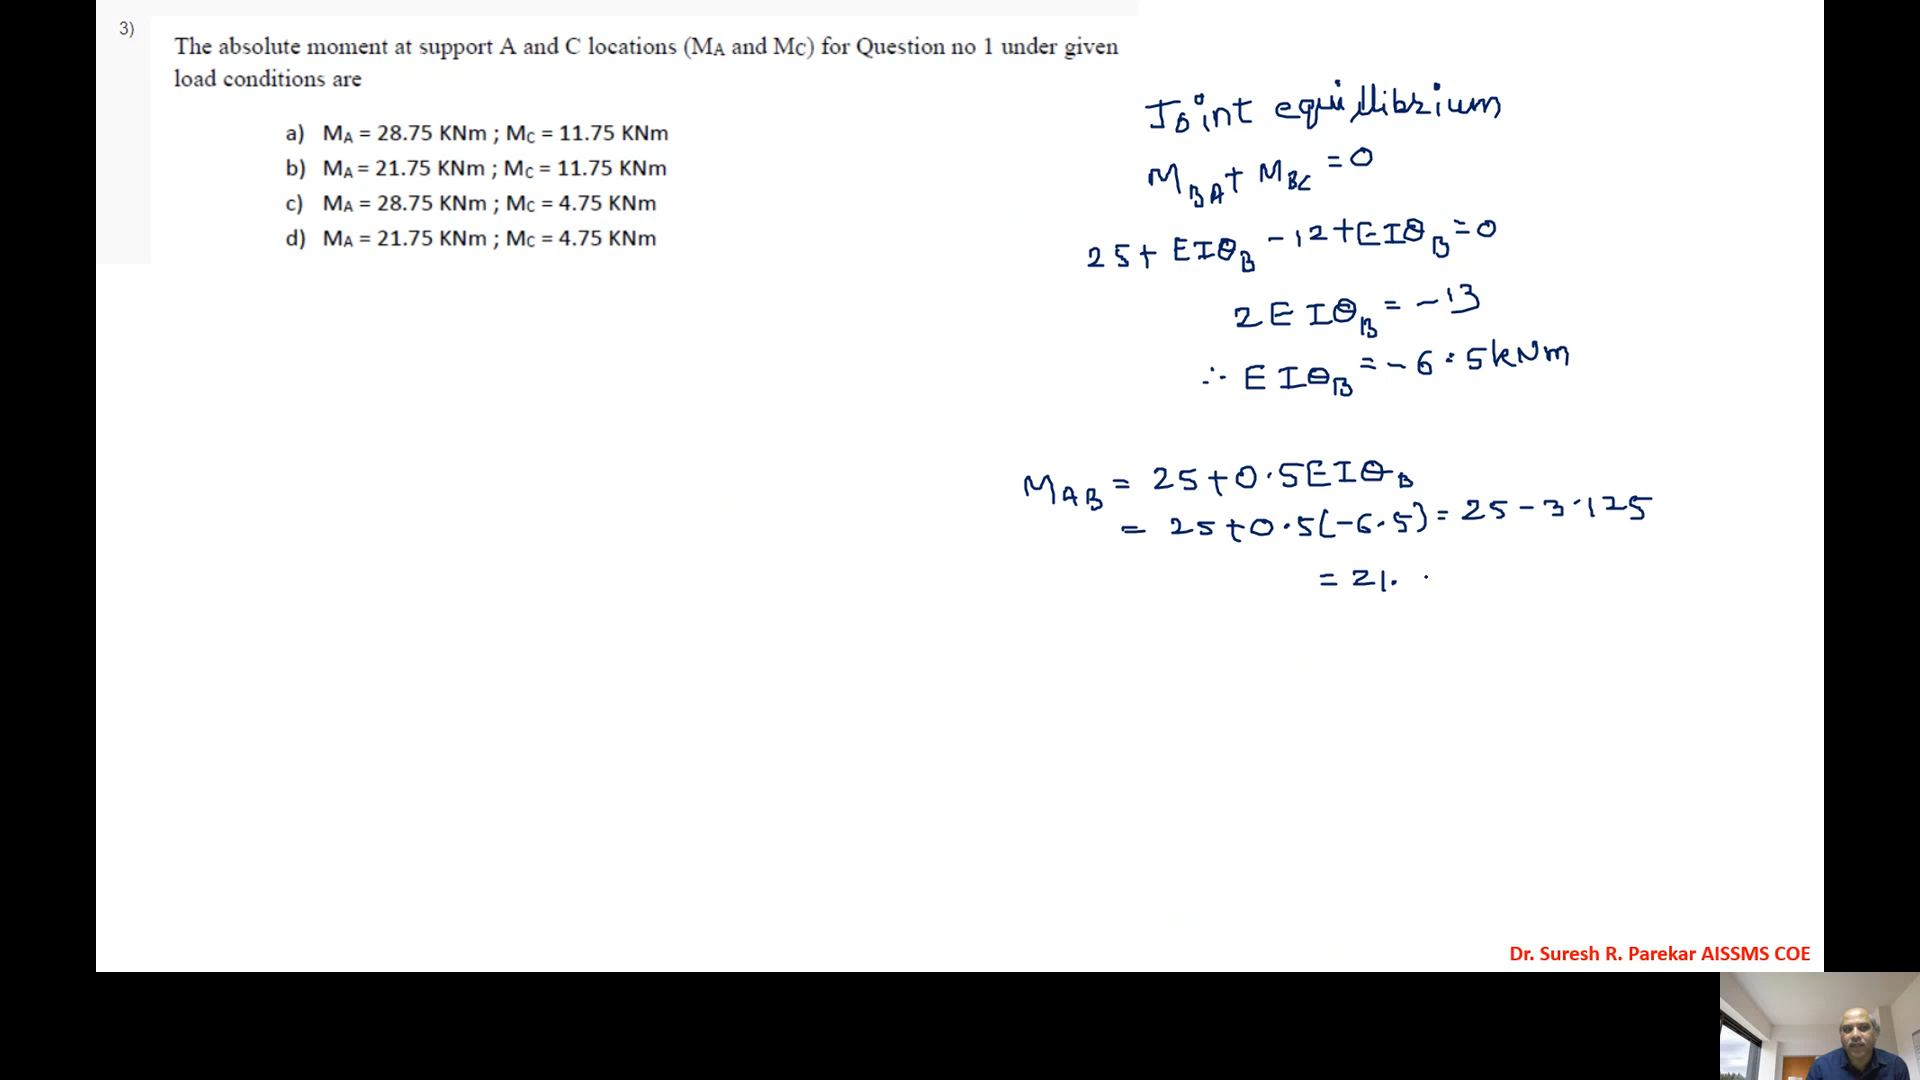 3)
The absolute moment at support A and C locations (MA and MC) for Question no 1 under given
load conditions are
a) MA = 28.75 KNm ; MC = 11.75 KNm
b) MA = 21.75 KNm ; MC = 11.75 KNm
c) MA = 28.75 KNm ; MC = 4.75 KNm
d) MA = 21.75 KNm ; MC = 4.75 KNm
Joint equillibrium
MBA + MBC = 0
25 + EIθB - 12 + EIθB = 0
2EIθB = -13
∴ EIθB = -6.5 kNm
MAB = 25 + 0.5EIθB
= 25 + 0.5(-6.5) = 25 - 3.125
= 21.
Dr. Suresh R. Parekar AISSMS COE